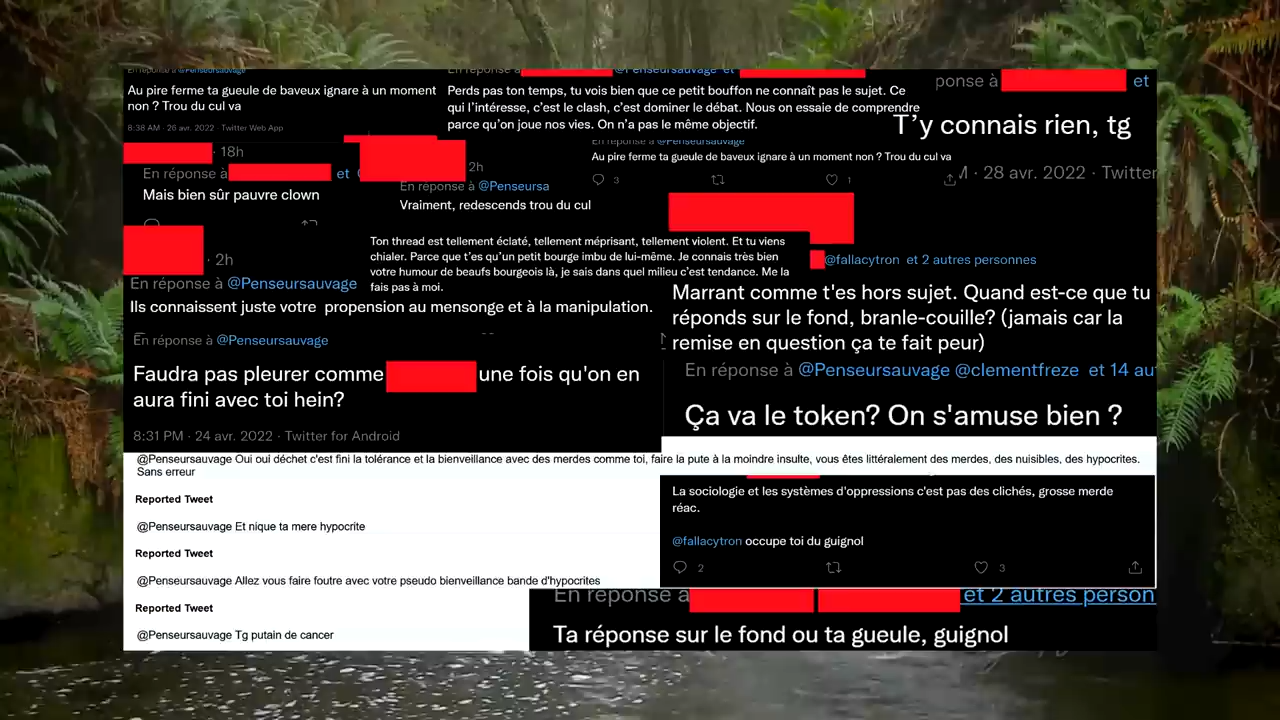 En réponse à @Penseursauvage
Au pire ferme ta gueule de baveux ignare à un moment
non ? Trou du cul va
8:38 AM · 26 avr. 2022 · Twitter Web App
En réponse à @Penseursauvage et
Perds pas ton temps, tu vois bien que ce petit bouffon ne connaît pas le sujet. Ce
qui l'intéresse, c'est le clash, c'est dominer le débat. Nous on essaie de comprendre
parce qu'on joue nos vies. On n'a pas le même objectif.
ponse à et
T'y connais rien, tg
28 avr. 2022 · Twitter
· 18h
En réponse à et
Mais bien sûr pauvre clown
2h
En réponse à @Penseursa
Vraiment, redescends trou du cul
En réponse à @Penseursauvage
Au pire ferme ta gueule de baveux ignare à un moment non ? Trou du cul va
3 1
· 2h
En réponse à @Penseursauvage
Ils connaissent juste votre propension au mensonge et à la manipulation.
Ton thread est tellement éclaté, tellement méprisant, tellement violent. Et tu viens
chialer. Parce que t'es qu'un petit bourge imbu de lui-même. Je connais très bien
votre humour de beaufs bourgeois là, je sais dans quel milieu c'est tendance. Me la
fais pas à moi.
@fallacytron et 2 autres personnes
Marrant comme t'es hors sujet. Quand est-ce que tu
réponds sur le fond, branle-couille? (jamais car la
remise en question ça te fait peur)
En réponse à @Penseursauvage
Faudra pas pleurer comme une fois qu'on en
aura fini avec toi hein?
8:31 PM · 24 avr. 2022 · Twitter for Android
En réponse à @Penseursauvage @clementfreze et 14 au
Ça va le token? On s'amuse bien ?
@Penseursauvage Oui oui déchet c'est fini la tolérance et la bienveillance avec des merdes comme toi, faire la pute à la moindre insulte, vous êtes littéralement des merdes, des nuisibles, des hypocrites.
Sans erreur
Reported Tweet
@Penseursauvage Et nique ta mere hypocrite
Reported Tweet
@Penseursauvage Allez vous faire foutre avec votre pseudo bienveillance bande d'hypocrites
Reported Tweet
@Penseursauvage Tg putain de cancer
La sociologie et les systèmes d'oppressions c'est pas des clichés, grosse merde
réac.
@fallacytron occupe toi du guignol
2 3
En réponse à et 2 autres person
Ta réponse sur le fond ou ta gueule, guignol